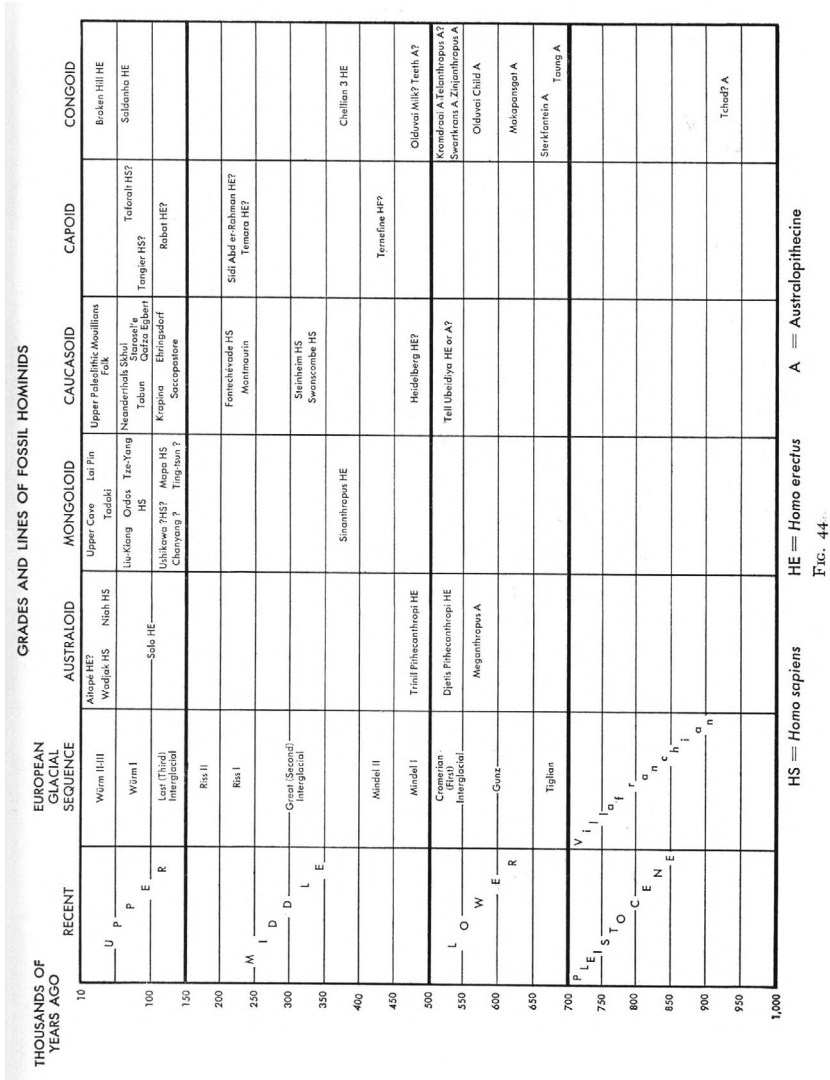 GRADES AND LINES OF FOSSIL HOMINIDS
THOUSANDS OF
YEARS AGO
RECENT
EUROPEAN
GLACIAL
SEQUENCE
AUSTRALOID
MONGOLOID
CAUCASOID
CAPOID
CONGOID
10
100
150
200
250
300
350
400
450
500
550
600
650
700
750
800
850
900
950
1,000
UPPER
MIDDLE
LOWER
PLEISTOCENE
Würm II-III
Würm I
Last (Third)
Interglacial
Riss II
Riss I
Great (Second)
Interglacial
Mindel II
Mindel I
Cromerian
(First)
Interglacial
Gunz
Tiglian
Villafranchian
Aitapé HE?
Wadjak HS Niah HS
Solo HE
Trinil Pithecanthropi HE
Djetis Pithecanthropi HE
Meganthropus A
Upper Cave Lai Pin
Tadaki
Liu-Kiang Ordos Tze-Yang
HS
Ushikawa ?HS? Mapa HS
Chanyang ? Ting-tsun ?
Sinanthropus HE
Upper Paleolithic Mouillians
Folk
Neanderthals Skhul
Starosel'e
Tabun Qafza Egbert
Krapina Ehringsdorf
Saccopastore
Fontechévade HS
Montmaurin
Steinheim HS
Swanscombe HS
Heidelberg HE?
Tell Ubeidiya HE or A?
Taforalt HS?
Tangier HS?
Rabat HE?
Sidi Abd er-Rahman HE?
Temara HE?
Ternefine HF?
Broken Hill HE
Saldanha HE
Chellian 3 HE
Olduvai Milk? Teeth A?
Kromdraai A Telanthropus A?
Swartkrans A Zinjanthropus A
Olduvai Child A
Makapansgat A
Sterkfontein A Taung A
Tchad? A
HS = Homo sapiens HE = Homo erectus A = Australopithecine
FIG. 44